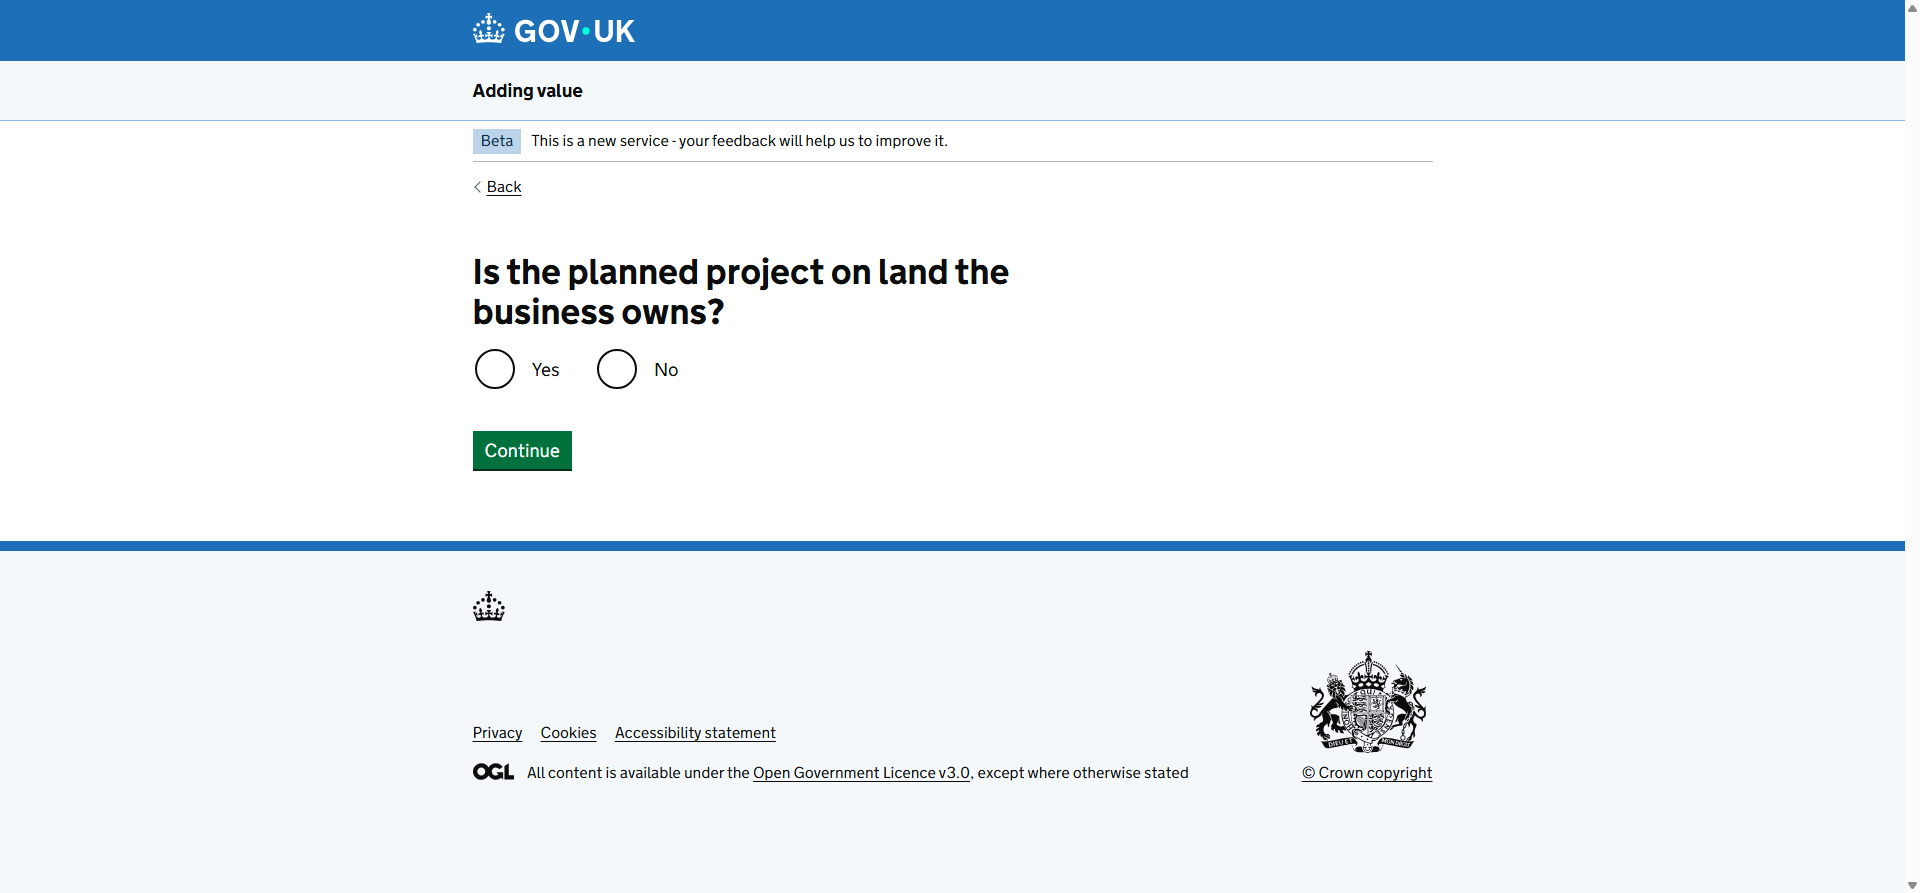 GOV·UK
Adding value
Beta This is a new service - your feedback will help us to improve it.
Back
Is the planned project on land the
business owns?
Yes No
Continue
Privacy Cookies Accessibility statement
OGL All content is available under the Open Government Licence v3.0, except where otherwise stated
© Crown copyright